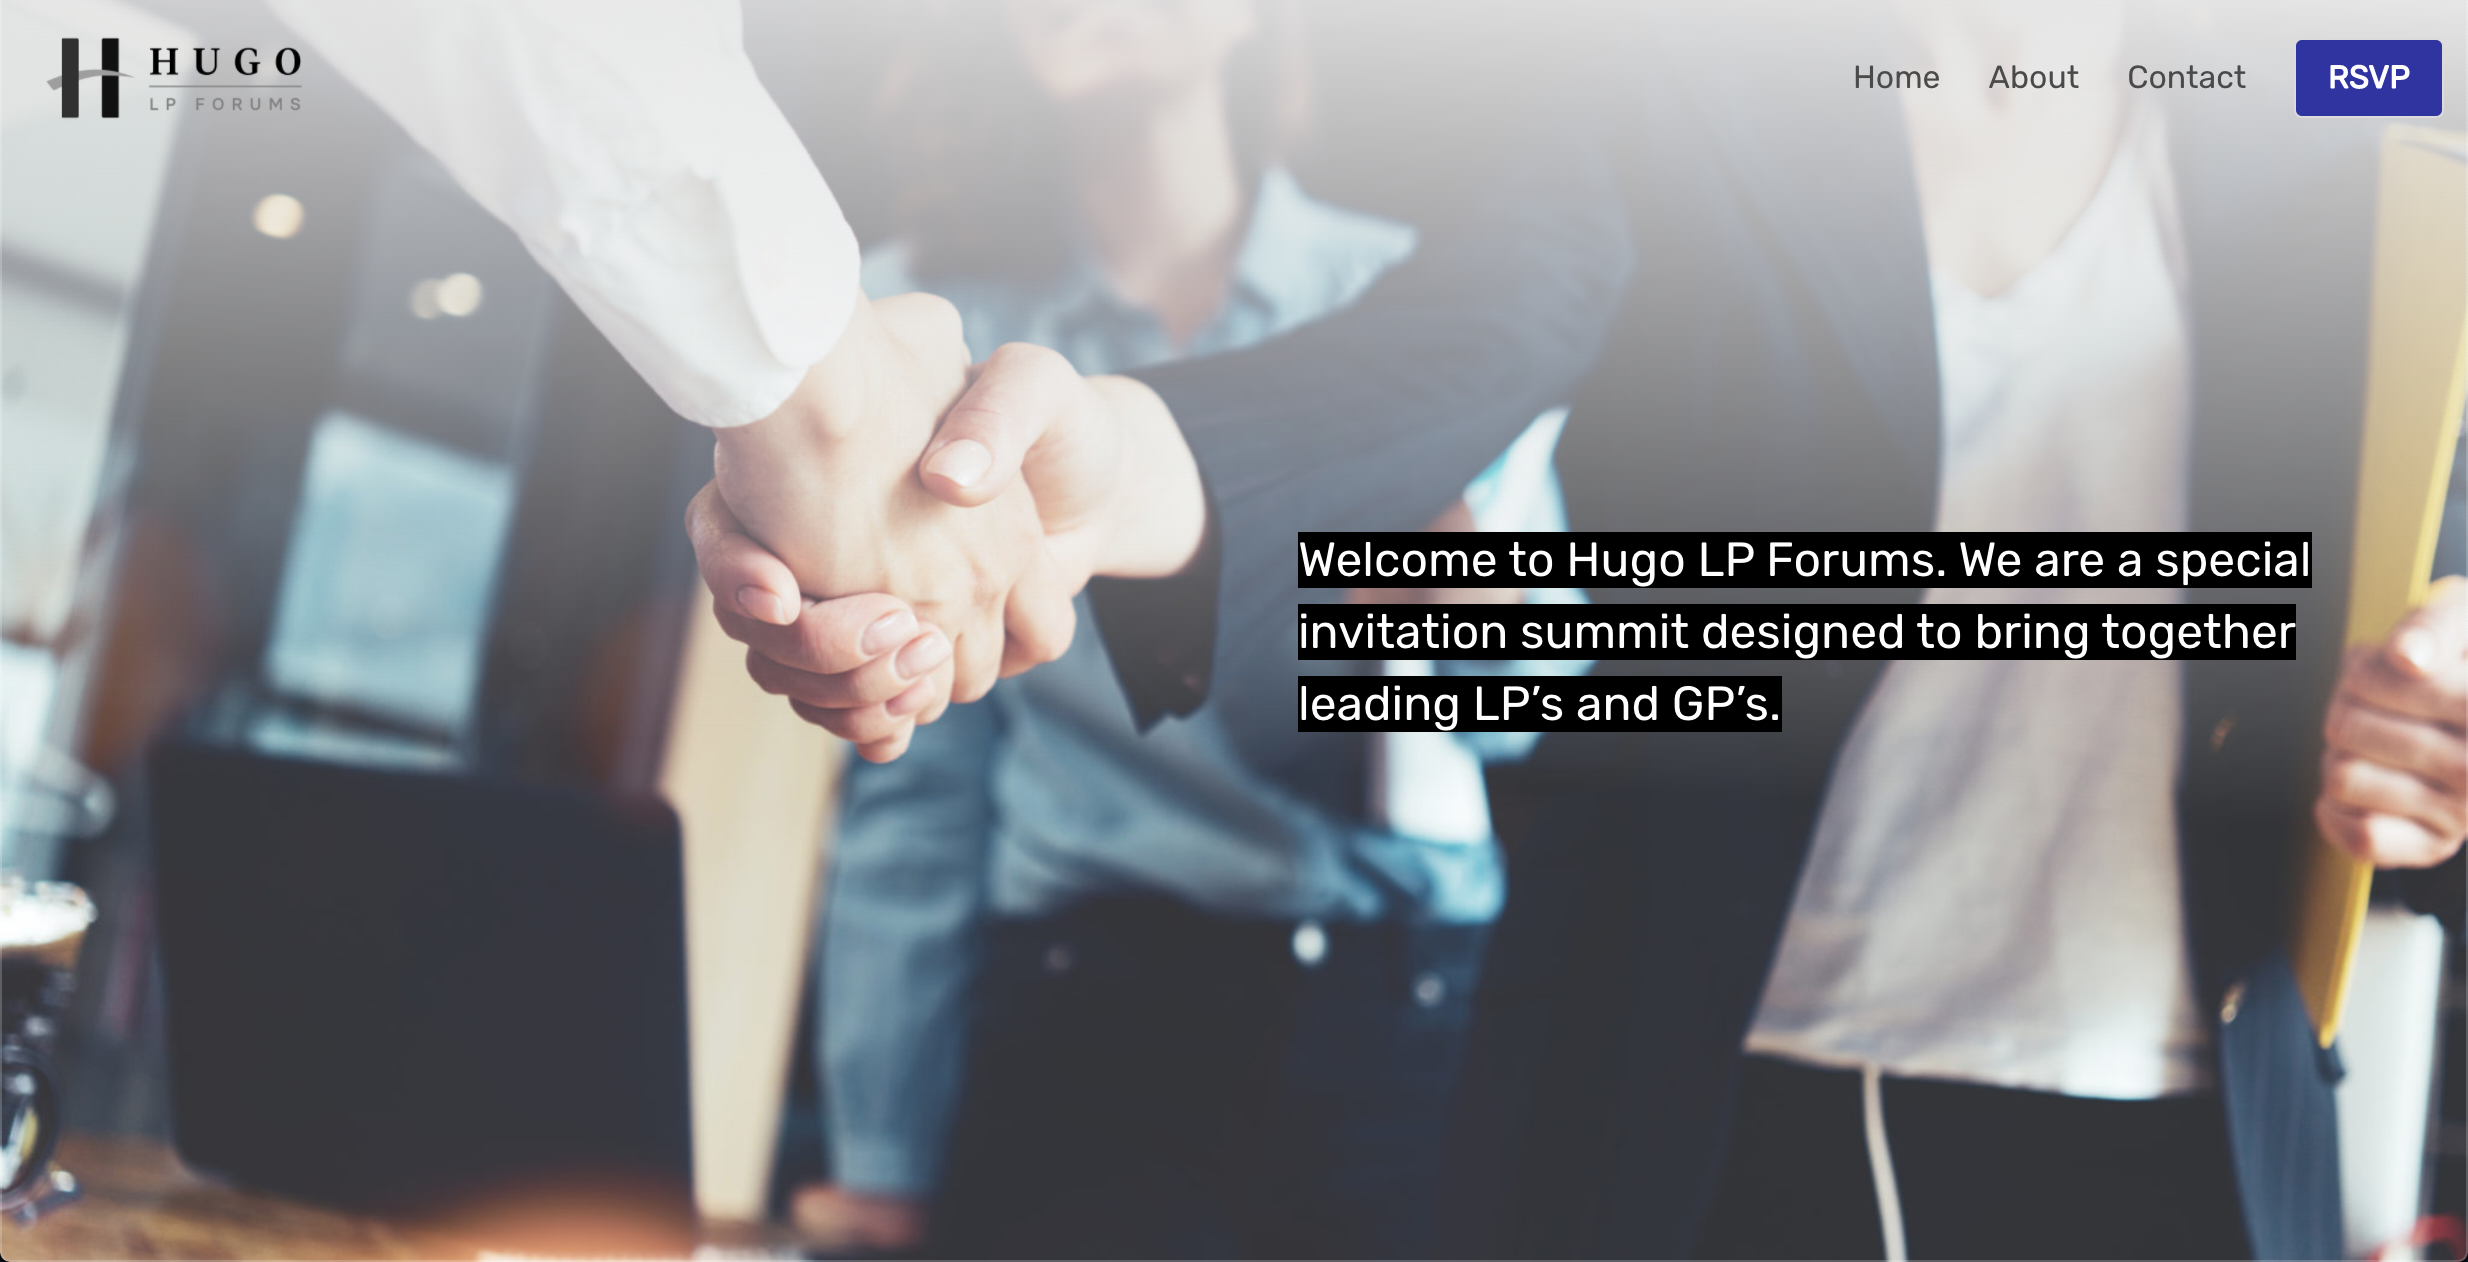 HUGO
LP FORUMS
Home
About
Contact
RSVP
Welcome to Hugo LP Forums. We are a special
invitation summit designed to bring together
leading LP’s and GP’s.